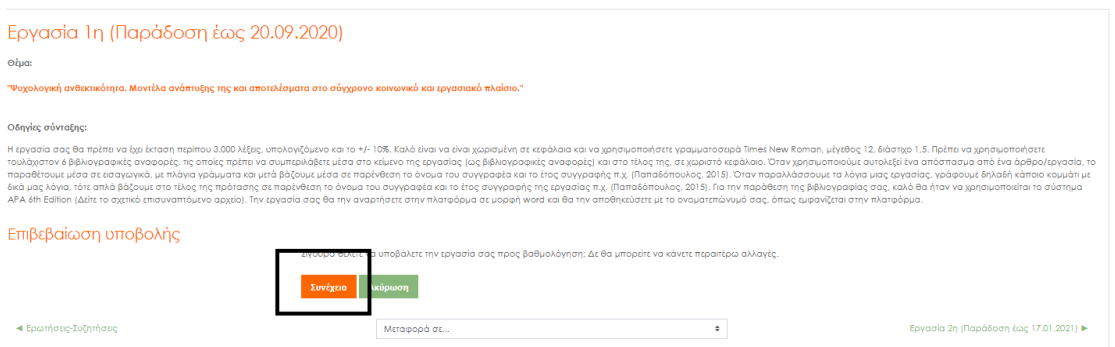 Εργασία 1η (Παράδοση έως 20.09.2020)
Θέμα:
"Ψυχολογική ανθεκτικότητα. Μοντέλα ανάπτυξης της και αποτελέσματα στο σύγχρονο κοινωνικό και εργασιακό πλαίσιο."
Οδηγίες σύνταξης:
Η εργασία σας θα πρέπει να έχει έκταση περίπου 3.000 λέξεις, υπολογιζόμενο και το +/- 10%. Καλό είναι να είναι χωρισμένη σε κεφάλαια και να χρησιμοποιήσετε γραμματοσειρά Times New Roman, μέγεθος 12, διάστιχο 1,5. Πρέπει να χρησιμοποιήσετε
τουλάχιστον 6 βιβλιογραφικές αναφορές, τις οποίες πρέπει να συμπεριλάβετε μέσα στο κείμενο της εργασίας (ως βιβλιογραφικές αναφορές) και στο τέλος της, σε χωριστό κεφάλαιο. Όταν χρησιμοποιούμε αυτολεξεί ένα απόσπασμα από ένα άρθρο/εργασία, το
παραθέτουμε μέσα σε εισαγωγικά, με πλάγια γράμματα και μετά βάζουμε μέσα σε παρένθεση το όνομα του συγγραφέα και το έτος συγγραφής π.χ. (Παπαδόπουλος, 2015). Όταν παραλλάσσουμε τα λόγια μιας εργασίας, γράφουμε δηλαδή κάποιο κομμάτι με
δικά μας λόγια, τότε απλά βάζουμε στο τέλος της πρότασης σε παρένθεση το όνομα του συγγραφέα και το έτος συγγραφής της εργασίας π.χ. (Παπαδόπουλος, 2015). Για την παράθεση της βιβλιογραφίας σας, καλό θα ήταν να χρησιμοποιείται το σύστημα
APA 6th Edition (Δείτε το σχετικό επισυναπτόμενο αρχείο). Την εργασία σας θα την αναρτήσετε στην πλατφόρμα σε μορφή word και θα την αποθηκεύσετε με το ονοματεπώνυμό σας, όπως εμφανίζεται στην πλατφόρμα.
Επιβεβαίωση υποβολής
Σίγουρα θέλετε να υποβάλετε την εργασία σας προς βαθμολόγηση; Δε θα μπορείτε να κάνετε περαιτέρω αλλαγές.
Συνέχεια Ακύρωση
◄ Ερωτήσεις-Συζητήσεις Μεταφορά σε... Εργασία 2η (Παράδοση έως 17.01.2021) ►